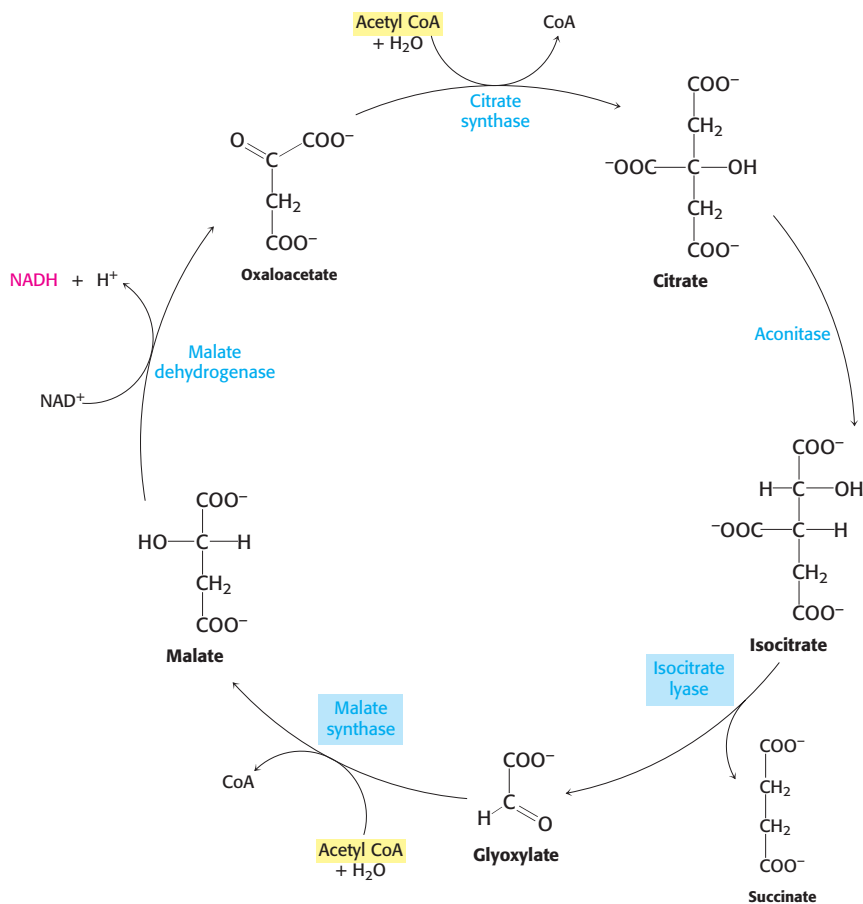 Acetyl CoA
+ H₂O
CoA
Citrate
synthase
O
C
COO⁻
CH₂
COO⁻
Oxaloacetate
COO⁻
CH₂
⁻OOC—C—OH
CH₂
COO⁻
Citrate
NADH + H⁺
Malate
dehydrogenase
NAD⁺
Aconitase
COO⁻
H—C—OH
⁻OOC—C—H
CH₂
COO⁻
Isocitrate
COO⁻
HO—C—H
CH₂
COO⁻
Malate
Isocitrate
lyase
Malate
synthase
CoA
Acetyl CoA
+ H₂O
COO⁻
C
H
O
Glyoxylate
COO⁻
CH₂
CH₂
COO⁻
Succinate